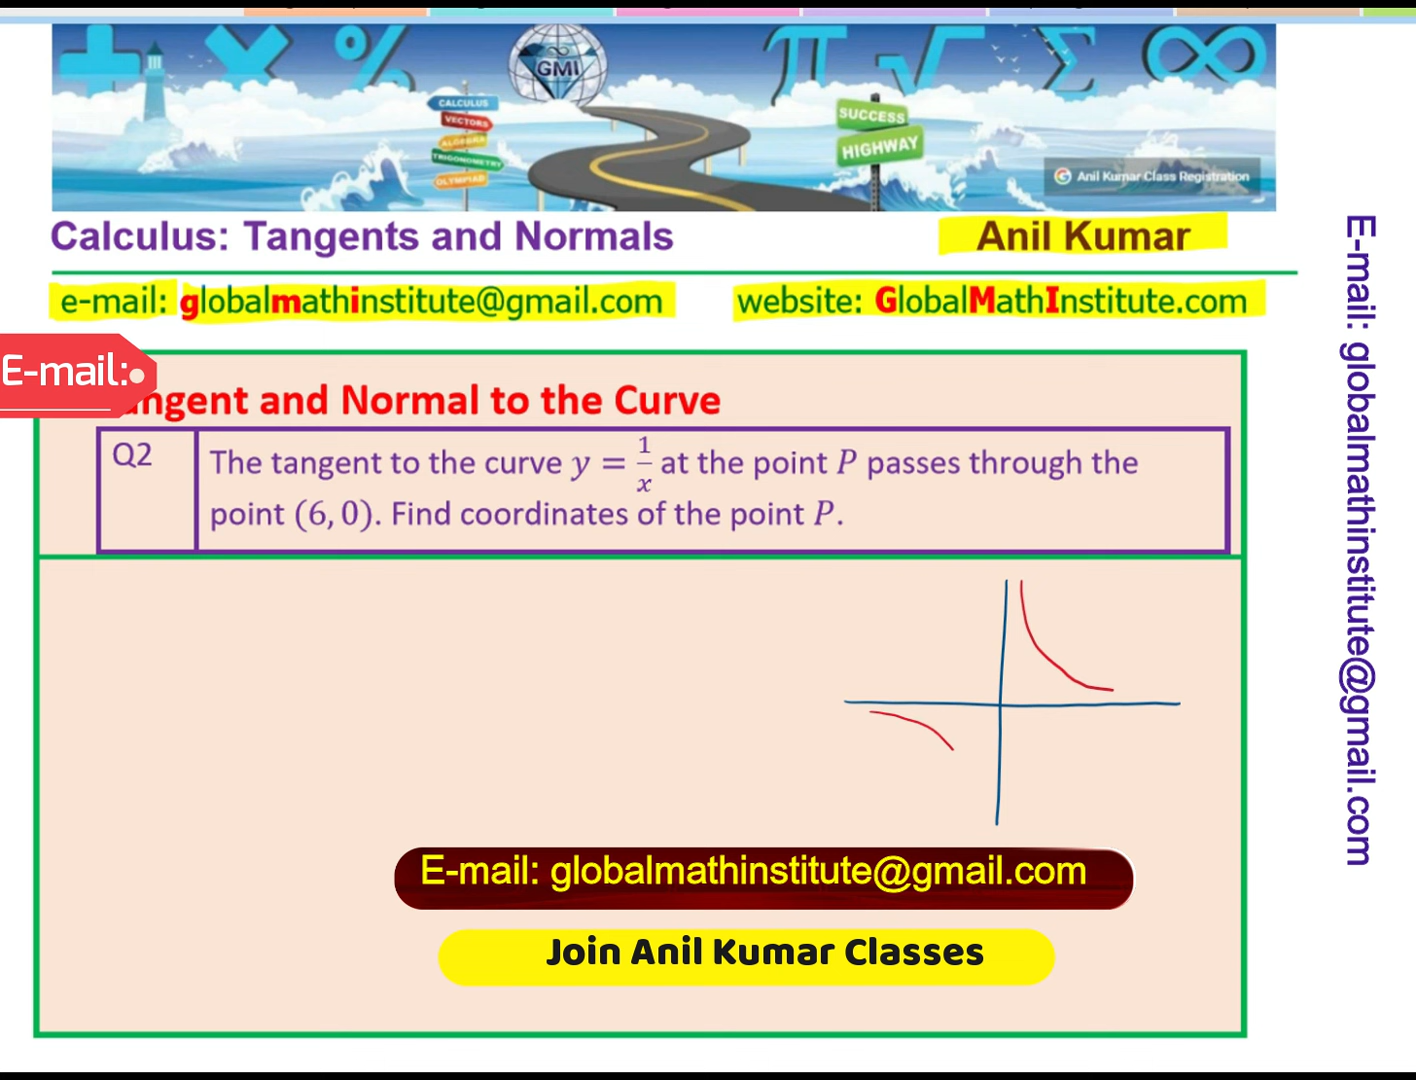 GMI
CALCULUS
VECTORS
ALGEBRA
TRIGONOMETRY
OLYMPIAD
SUCCESS
HIGHWAY
Anil Kumar Class Registration
Calculus: Tangents and Normals
Anil Kumar
e-mail: globalmathinstitute@gmail.com
website: GlobalMathInstitute.com
E-mail:
ngent and Normal to the Curve
Q2
The tangent to the curve y = 1/x at the point P passes through the
point (6, 0). Find coordinates of the point P.
E-mail: globalmathinstitute@gmail.com
Join Anil Kumar Classes
E-mail: globalmathinstitute@gmail.com